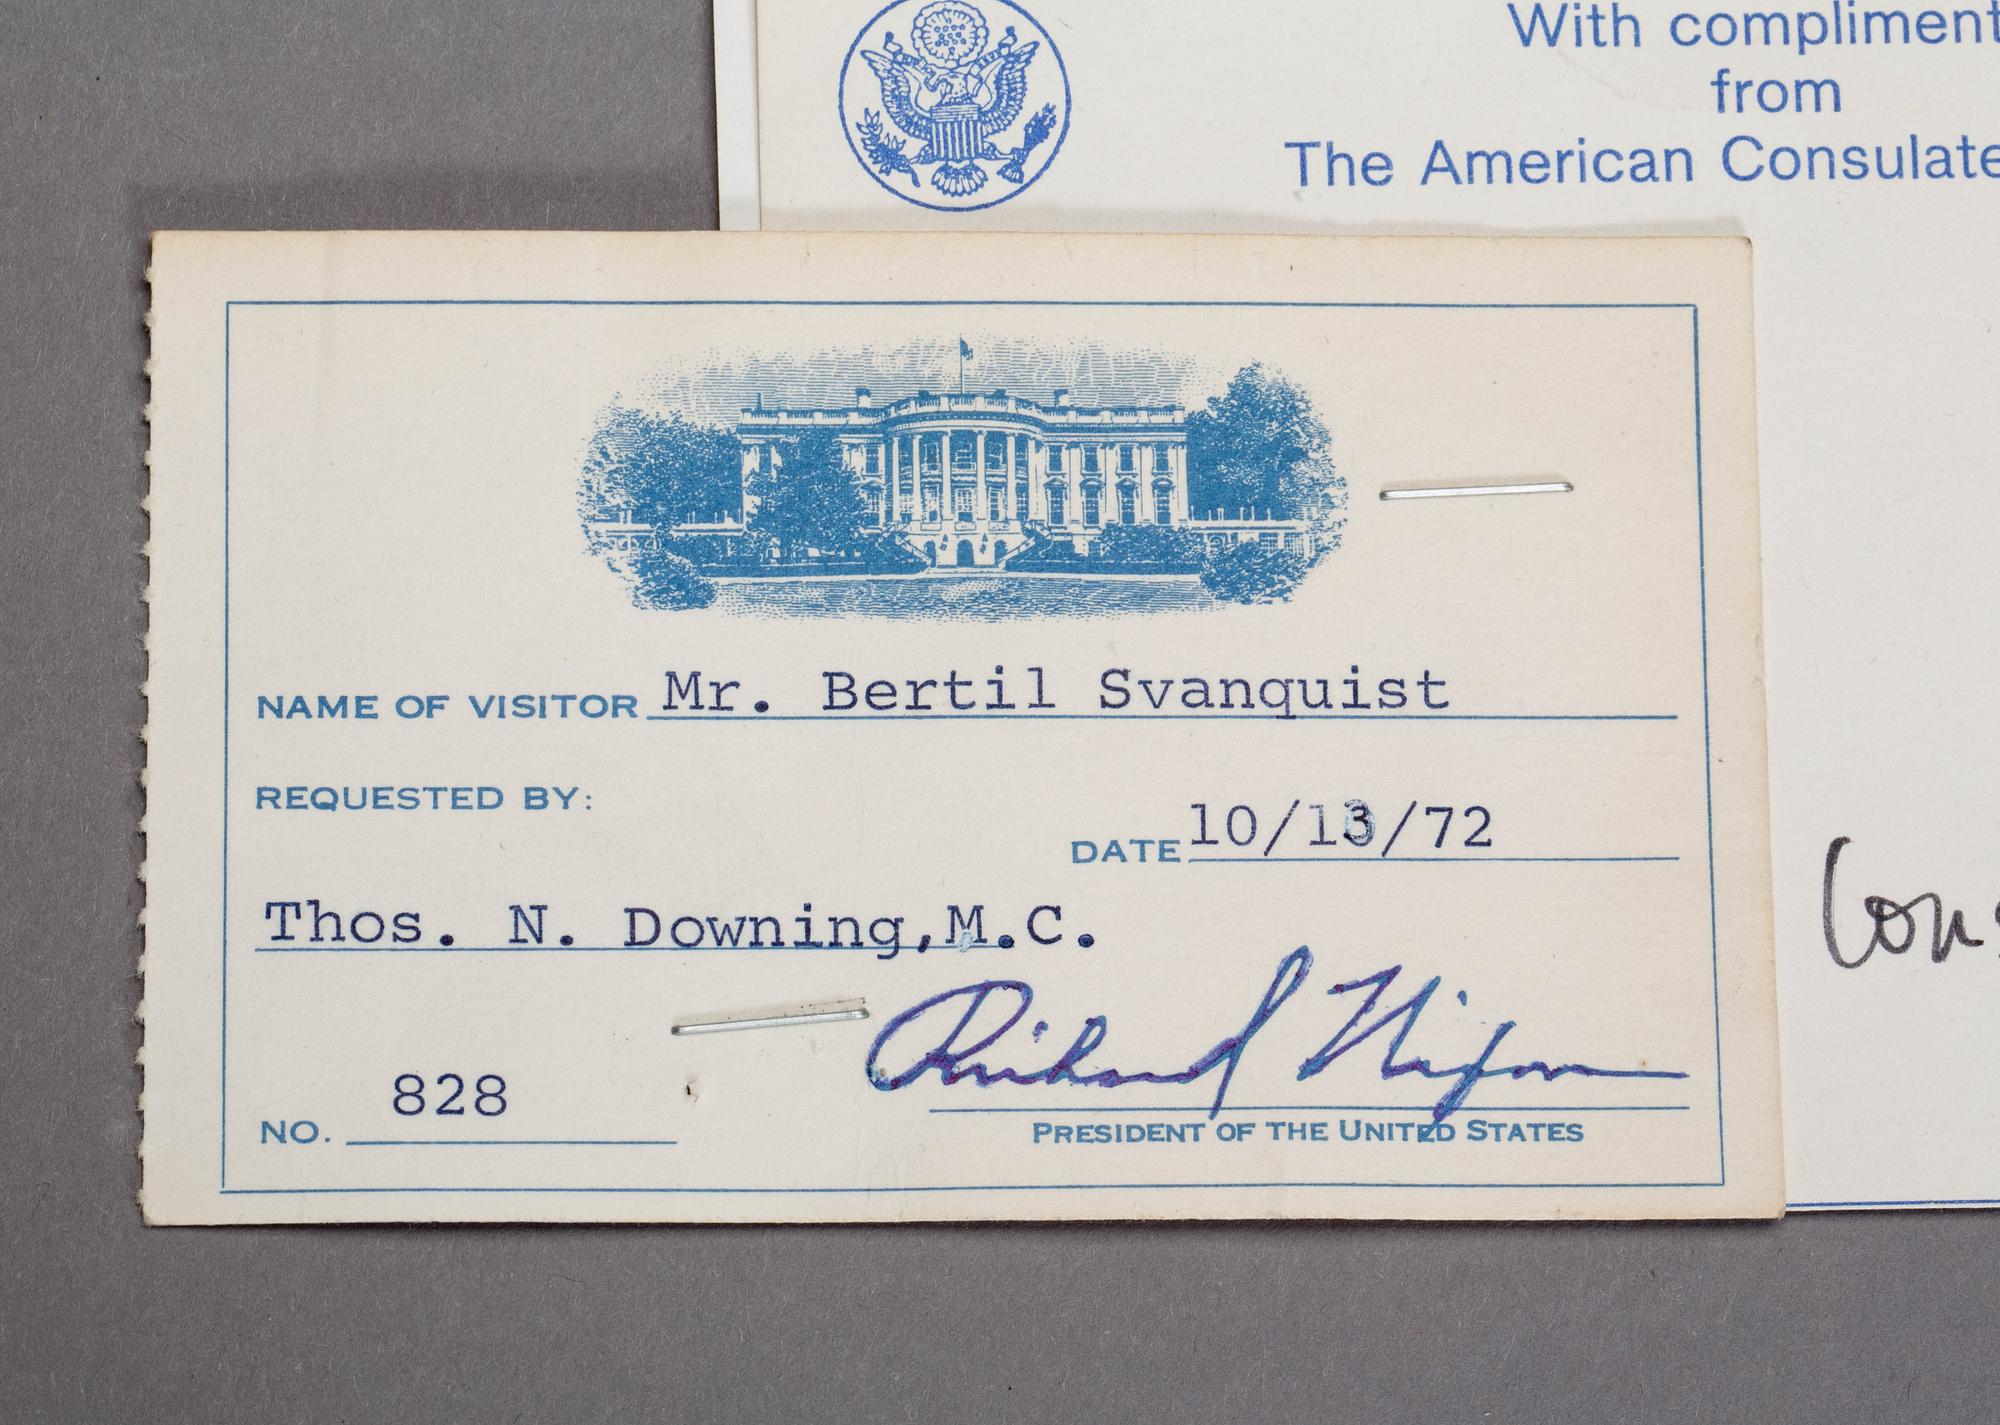 With compliment
from
The American Consulate
NAME OF VISITOR Mr. Bertil Svanquist
REQUESTED BY:
DATE 10/13/72
Thos. N. Downing,M.C.
Richard Nixon
NO. 828
PRESIDENT OF THE UNITED STATES